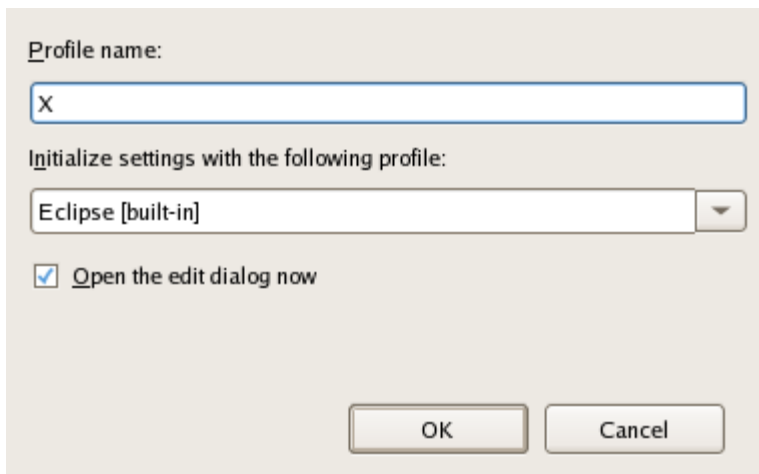 Profile name:
X
Initialize settings with the following profile:
Eclipse [built-in]
Open the edit dialog now
OK
Cancel